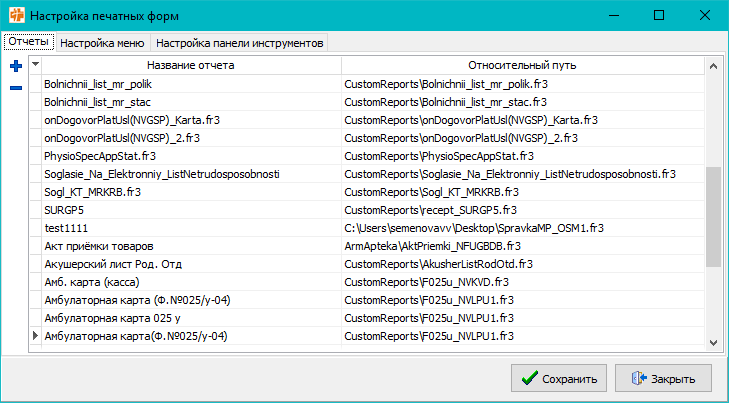 Настройка печатных форм
Отчеты Настройка меню Настройка панели инструментов
Название отчета Относительный путь
Bolnichnii_list_mr_polik CustomReports\Bolnichnii_list_mr_polik.fr3
Bolnichnii_list_mr_stac CustomReports\Bolnichnii_list_mr_stac.fr3
onDogovorPlatUsl(NVGSP)_Karta.fr3 CustomReports\onDogovorPlatUsl(NVGSP)_Karta.fr3
onDogovorPlatUsl(NVGSP)_2.fr3 CustomReports\onDogovorPlatUsl(NVGSP)_2.fr3
PhysioSpecAppStat.fr3 CustomReports\PhysioSpecAppStat.fr3
Soglasie_Na_Elektronniy_ListNetrudosposobnosti CustomReports\Soglasie_Na_Elektronniy_ListNetrudosposobnosti.fr3
Sogl_KT_MRKRB.fr3 CustomReports\Sogl_KT_MRKRB.fr3
SURGP5 CustomReports\recept_SURGP5.fr3
test1111 C:\Users\semenovavv\Desktop\SpravkaMP_OSM1.fr3
Акт приёмки товаров ArmApteka\AktPriemki_NFUGBDB.fr3
Акушерский лист Род. Отд CustomReports\AkusherListRodOtd.fr3
Амб. карта (касса) CustomReports\F025u_NVKVD.fr3
Амбулаторная карта (Ф.№025/у-04) CustomReports\F025u_NVLPU1.fr3
Амбулаторная карта 025 у CustomReports\F025u_NVLPU1.fr3
Амбулаторная карта(Ф.№025/у-04) CustomReports\F025u_NVLPU1.fr3
Сохранить Закрыть